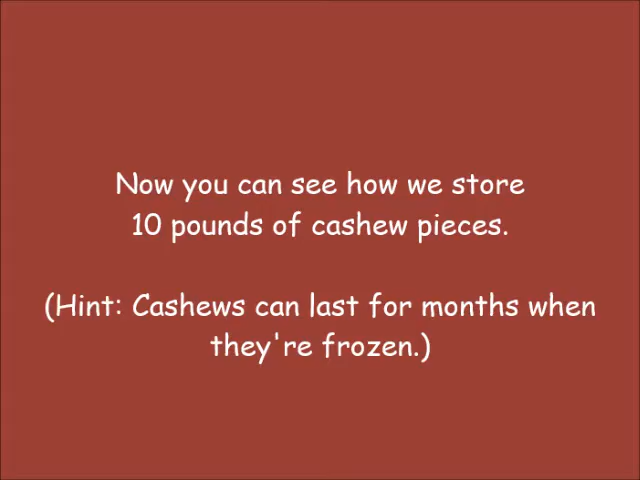 Now you can see how we store
10 pounds of cashew pieces.
(Hint: Cashews can last for months when
they're frozen.)